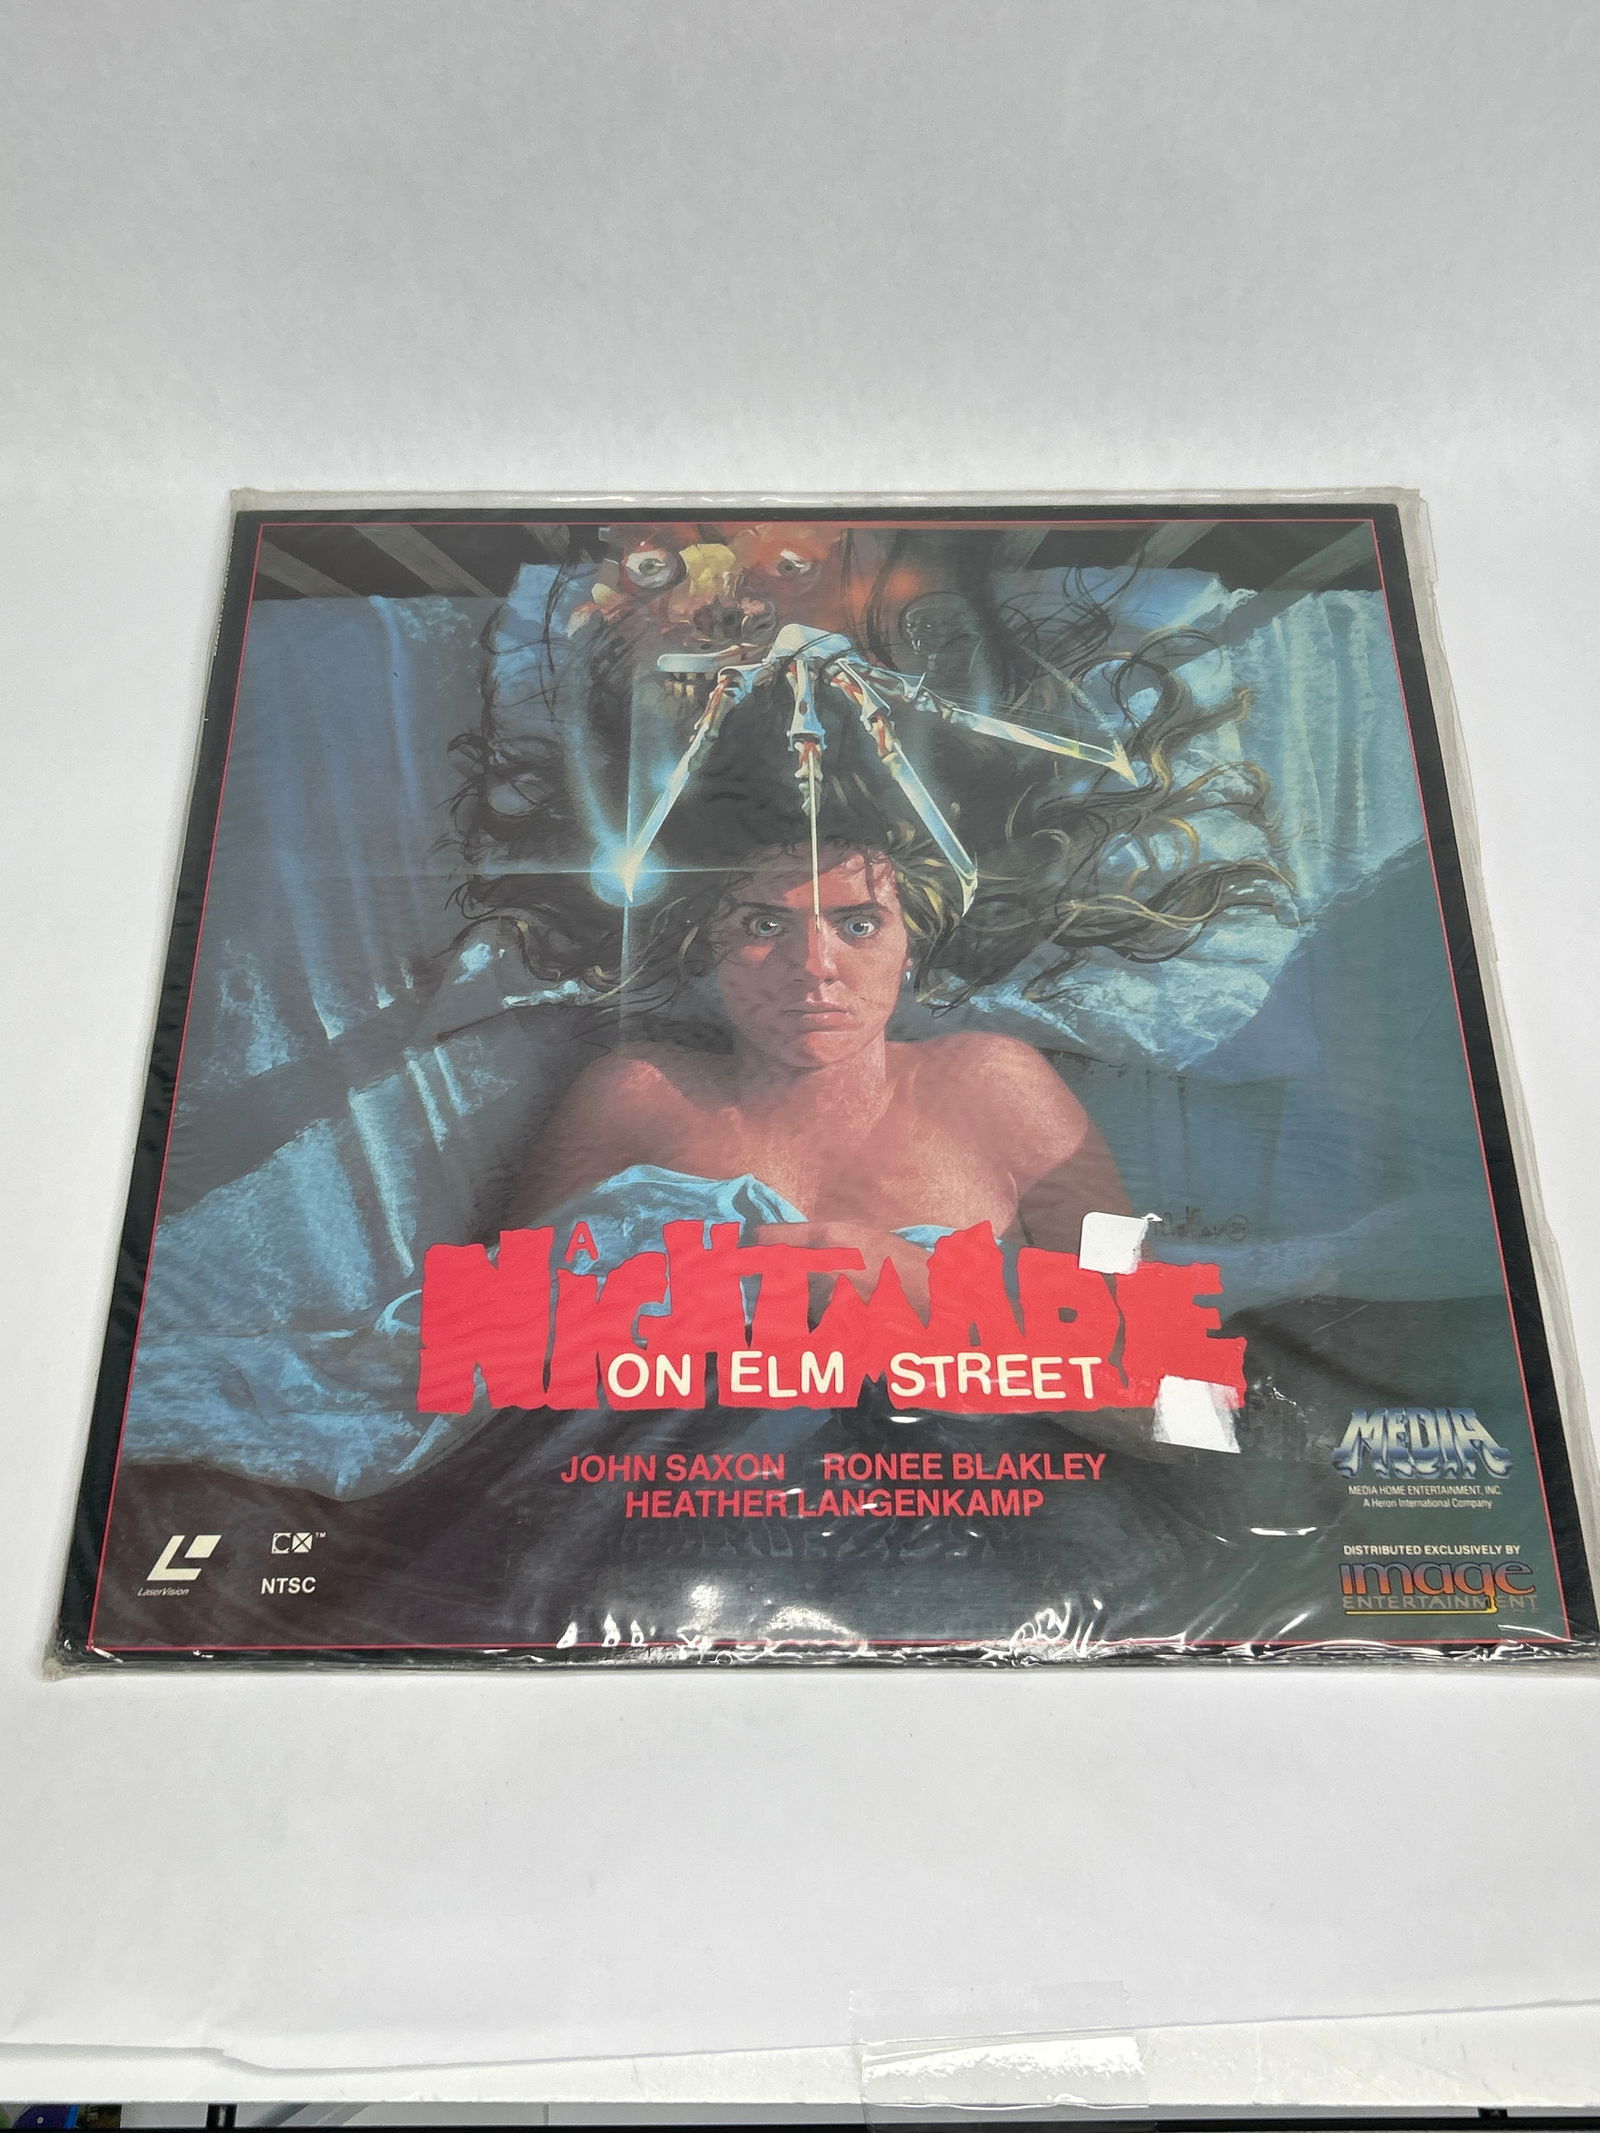 A
NIGHTMARE
ON ELM STREET
JOHN SAXON RONEE BLAKLEY
HEATHER LANGENKAMP
MEDIA
MEDIA HOME ENTERTAINMENT, INC.
A Heron International Company
DISTRIBUTED EXCLUSIVELY BY
image
ENTERTAINMENT
LaserVision
CX™
NTSC